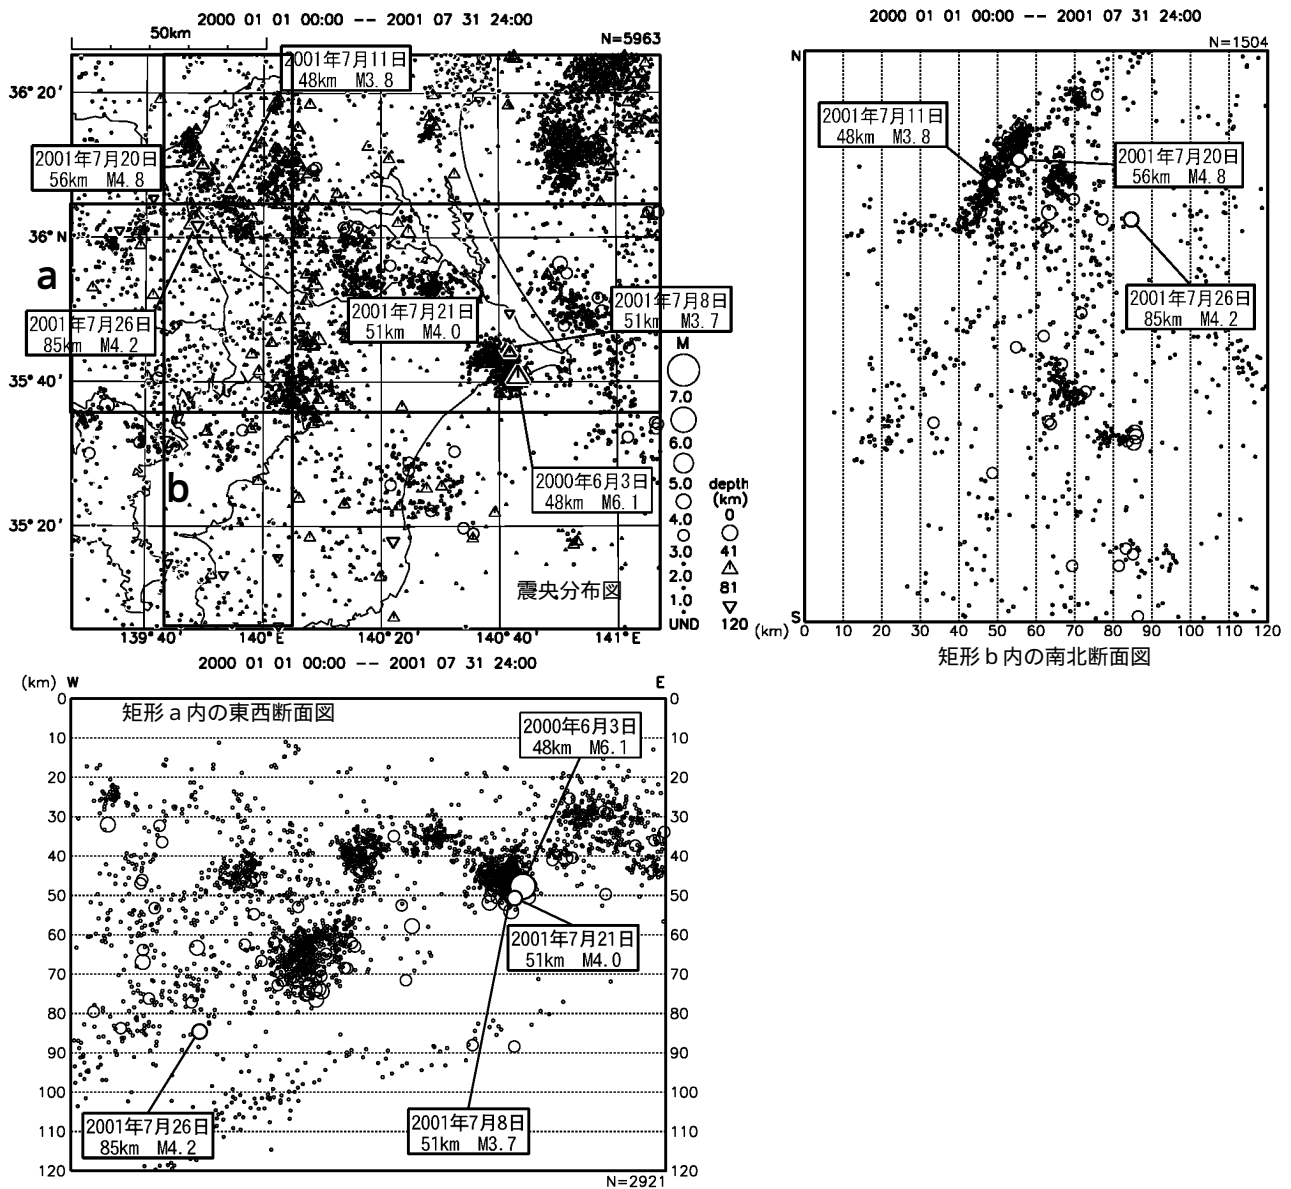 2000 01 01 00:00 -- 2001 07 31 24:00
50km
N=5963
2001年7月11日
48km M3.8
36°20'
2001年7月20日
56km M4.8
36°N
a
2001年7月26日
85km M4.2
2001年7月21日
51km M4.0
2001年7月8日
51km M3.7
35°40'
b
2000年6月3日
48km M6.1
35°20'
震央分布図
139°40'
140°E
140°20'
140°40'
141°E
M
7.0
6.0
5.0
4.0
3.0
2.0
1.0
UND
depth
(km)
0
41
81
120
2000 01 01 00:00 -- 2001 07 31 24:00
N=1504
N
2001年7月11日
48km M3.8
2001年7月20日
56km M4.8
2001年7月26日
85km M4.2
S
(km) 0 10 20 30 40 50 60 70 80 90 100 110 120
矩形b内の南北断面図
2000 01 01 00:00 -- 2001 07 31 24:00
(km) W
E
矩形a内の東西断面図
0
10
20
30
40
50
60
70
80
90
100
110
120
2000年6月3日
48km M6.1
2001年7月21日
51km M4.0
2001年7月26日
85km M4.2
2001年7月8日
51km M3.7
0
10
20
30
40
50
60
70
80
90
100
110
120
N=2921